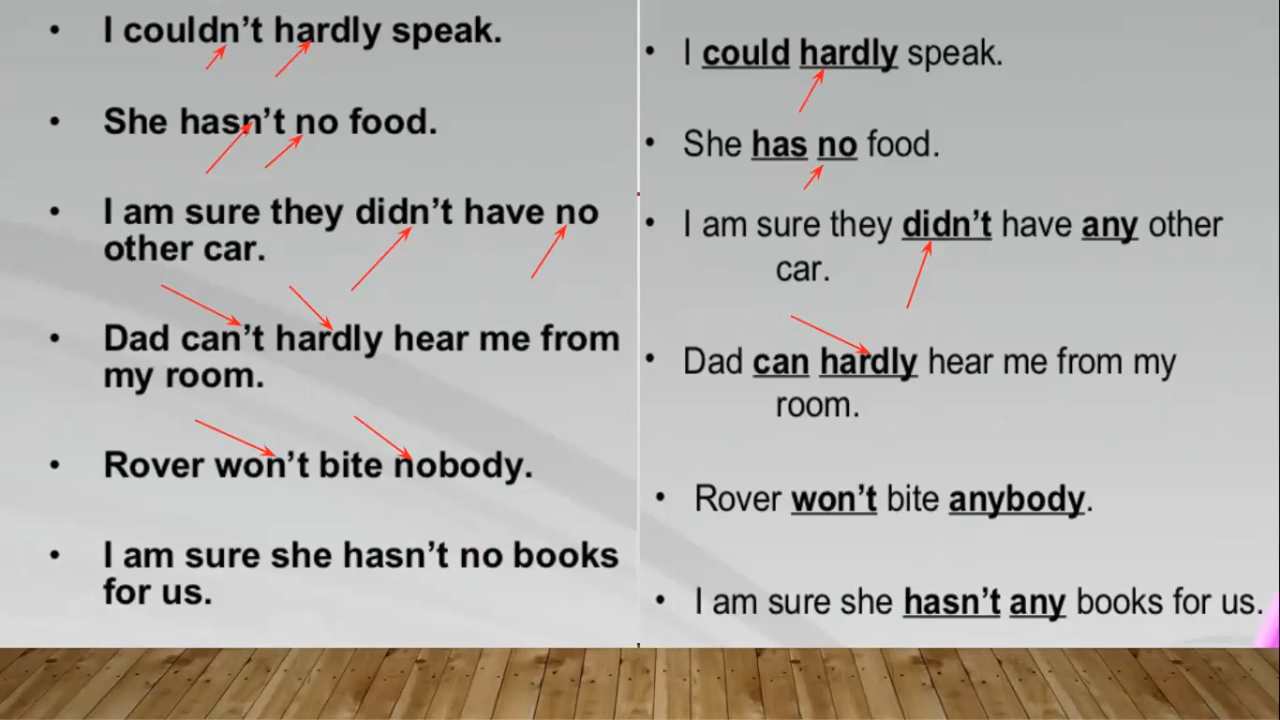 • I couldn’t hardly speak.
• She hasn’t no food.
• I am sure they didn’t have no
other car.
• Dad can’t hardly hear me from
my room.
• Rover won’t bite nobody.
• I am sure she hasn’t no books
for us.
• I could hardly speak.
• She has no food.
• I am sure they didn’t have any other
car.
• Dad can hardly hear me from my
room.
• Rover won’t bite anybody.
• I am sure she hasn’t any books for us.